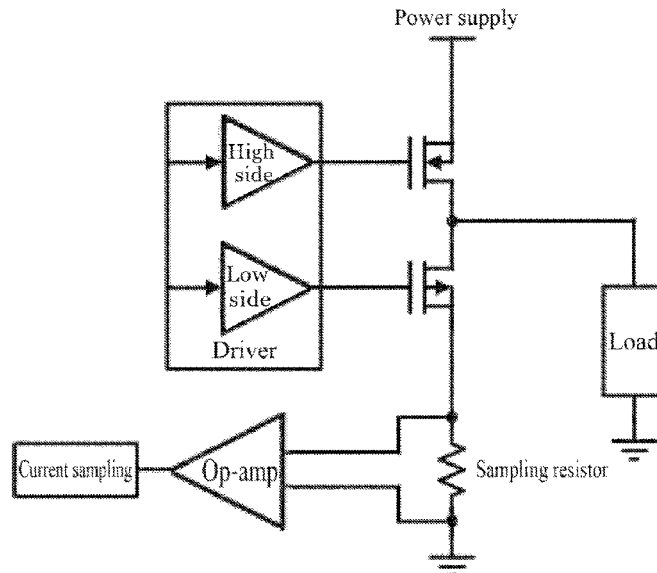 Power supply
High
side
Low
side
Driver
Load
Current sampling
Op-amp
Sampling resistor